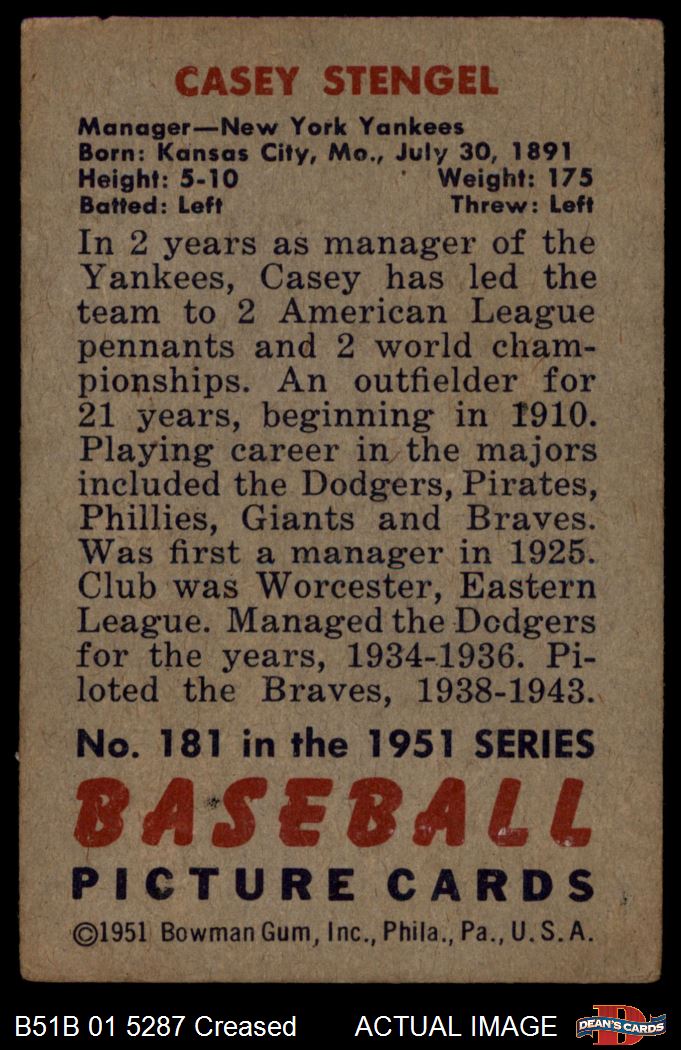 CASEY STENGEL
Manager—New York Yankees
Born: Kansas City, Mo., July 30, 1891
Height: 5-10 Weight: 175
Batted: Left Threw: Left
In 2 years as manager of the
Yankees, Casey has led the
team to 2 American League
pennants and 2 world cham-
pionships. An outfielder for
21 years, beginning in 1910.
Playing career in the majors
included the Dodgers, Pirates,
Phillies, Giants and Braves.
Was first a manager in 1925.
Club was Worcester, Eastern
League. Managed the Dodgers
for the years, 1934-1936. Pi-
loted the Braves, 1938-1943.
No. 181 in the 1951 SERIES
BASEBALL
PICTURE CARDS
©1951 Bowman Gum, Inc., Phila., Pa., U.S.A.
B51B 01 5287 Creased ACTUAL IMAGE DEAN'S CARDS